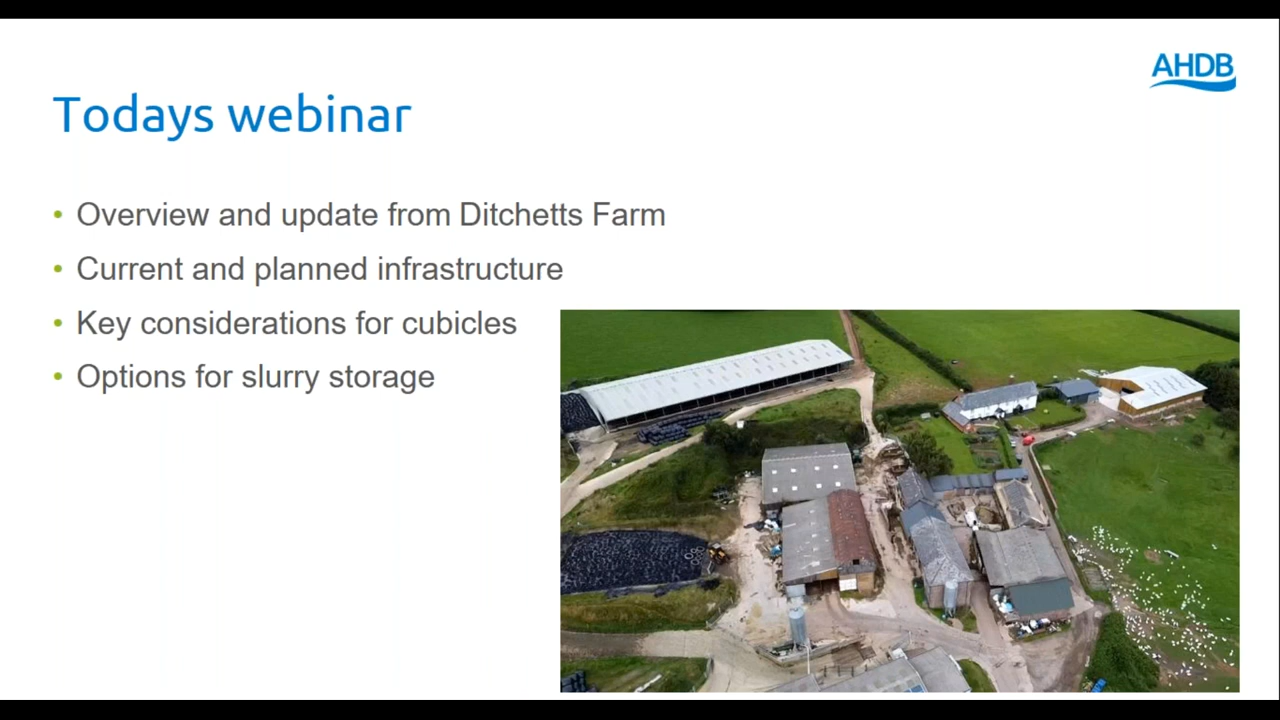 AHDB
Todays webinar
• Overview and update from Ditchetts Farm
• Current and planned infrastructure
• Key considerations for cubicles
• Options for slurry storage